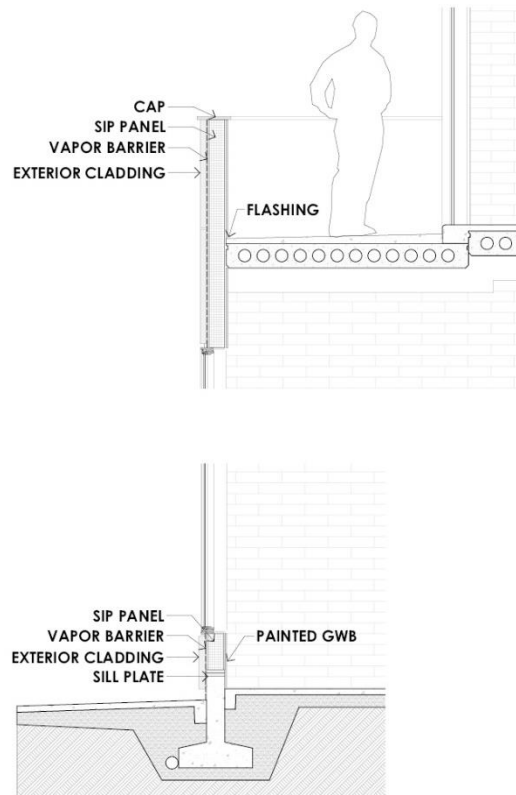 CAP
SIP PANEL
VAPOR BARRIER
EXTERIOR CLADDING
FLASHING
SIP PANEL
VAPOR BARRIER
PAINTED GWB
EXTERIOR CLADDING
SILL PLATE